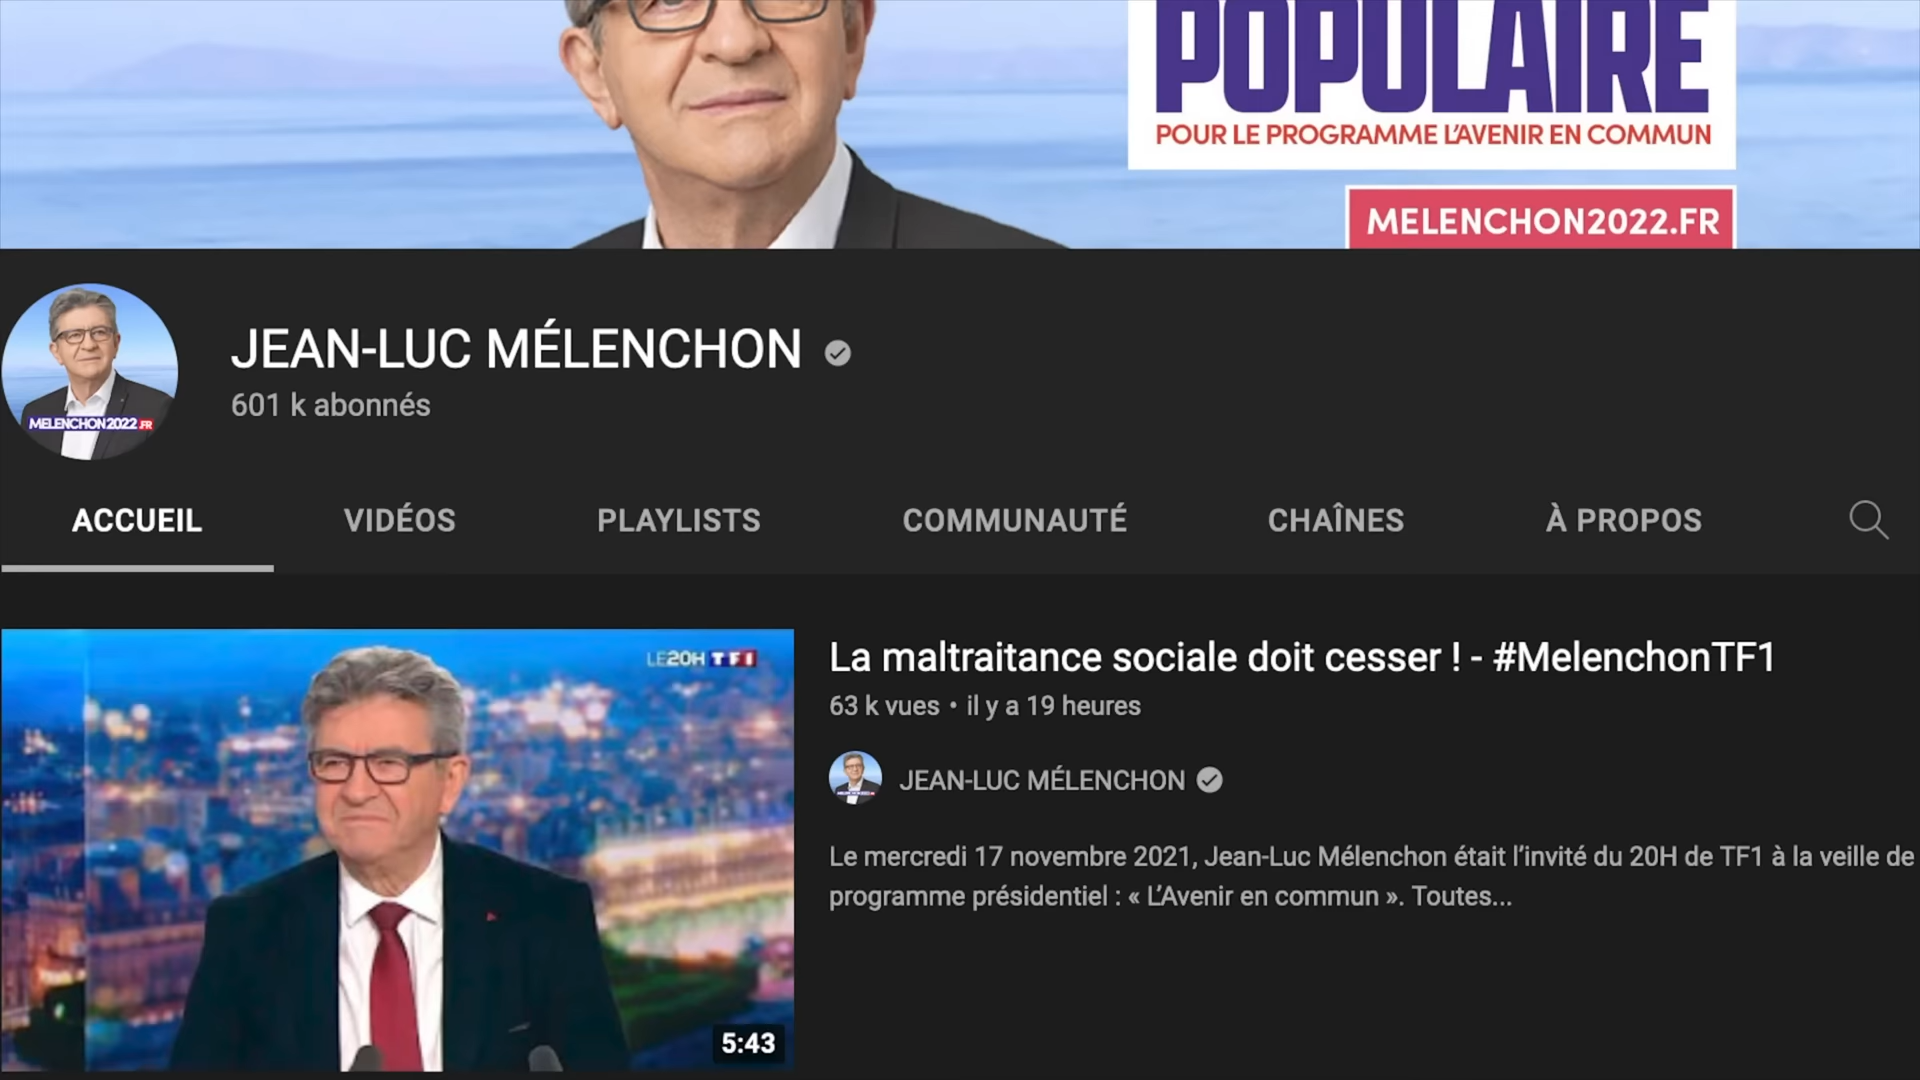 POPULAIRE
POUR LE PROGRAMME L'AVENIR EN COMMUN
MELENCHON2022.FR
MELENCHON2022.FR
JEAN-LUC MÉLENCHON
601 k abonnés
ACCUEIL VIDÉOS PLAYLISTS COMMUNAUTÉ CHAÎNES À PROPOS
LE20H TF1
5:43
La maltraitance sociale doit cesser ! - #MelenchonTF1
63 k vues • il y a 19 heures
JEAN-LUC MÉLENCHON
Le mercredi 17 novembre 2021, Jean-Luc Mélenchon était l’invité du 20H de TF1 à la veille de
programme présidentiel : « L’Avenir en commun ». Toutes...